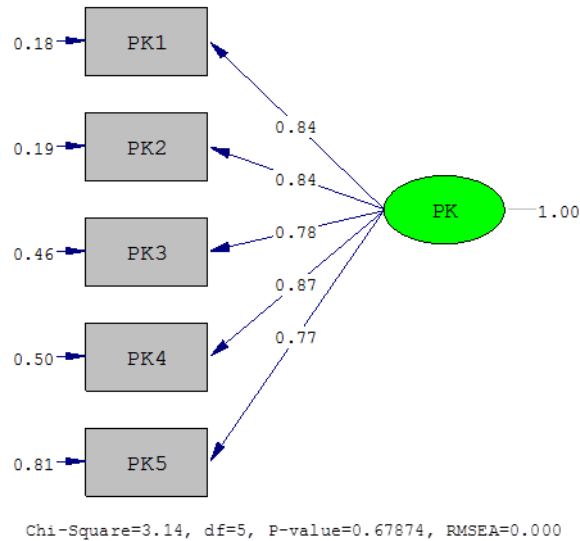 0.18 PK1
0.84
0.19 PK2
0.84
PK 1.00
0.46 PK3
0.78
0.87
0.50 PK4
0.77
0.81 PK5
Chi-Square=3.14, df=5, P-value=0.67874, RMSEA=0.000